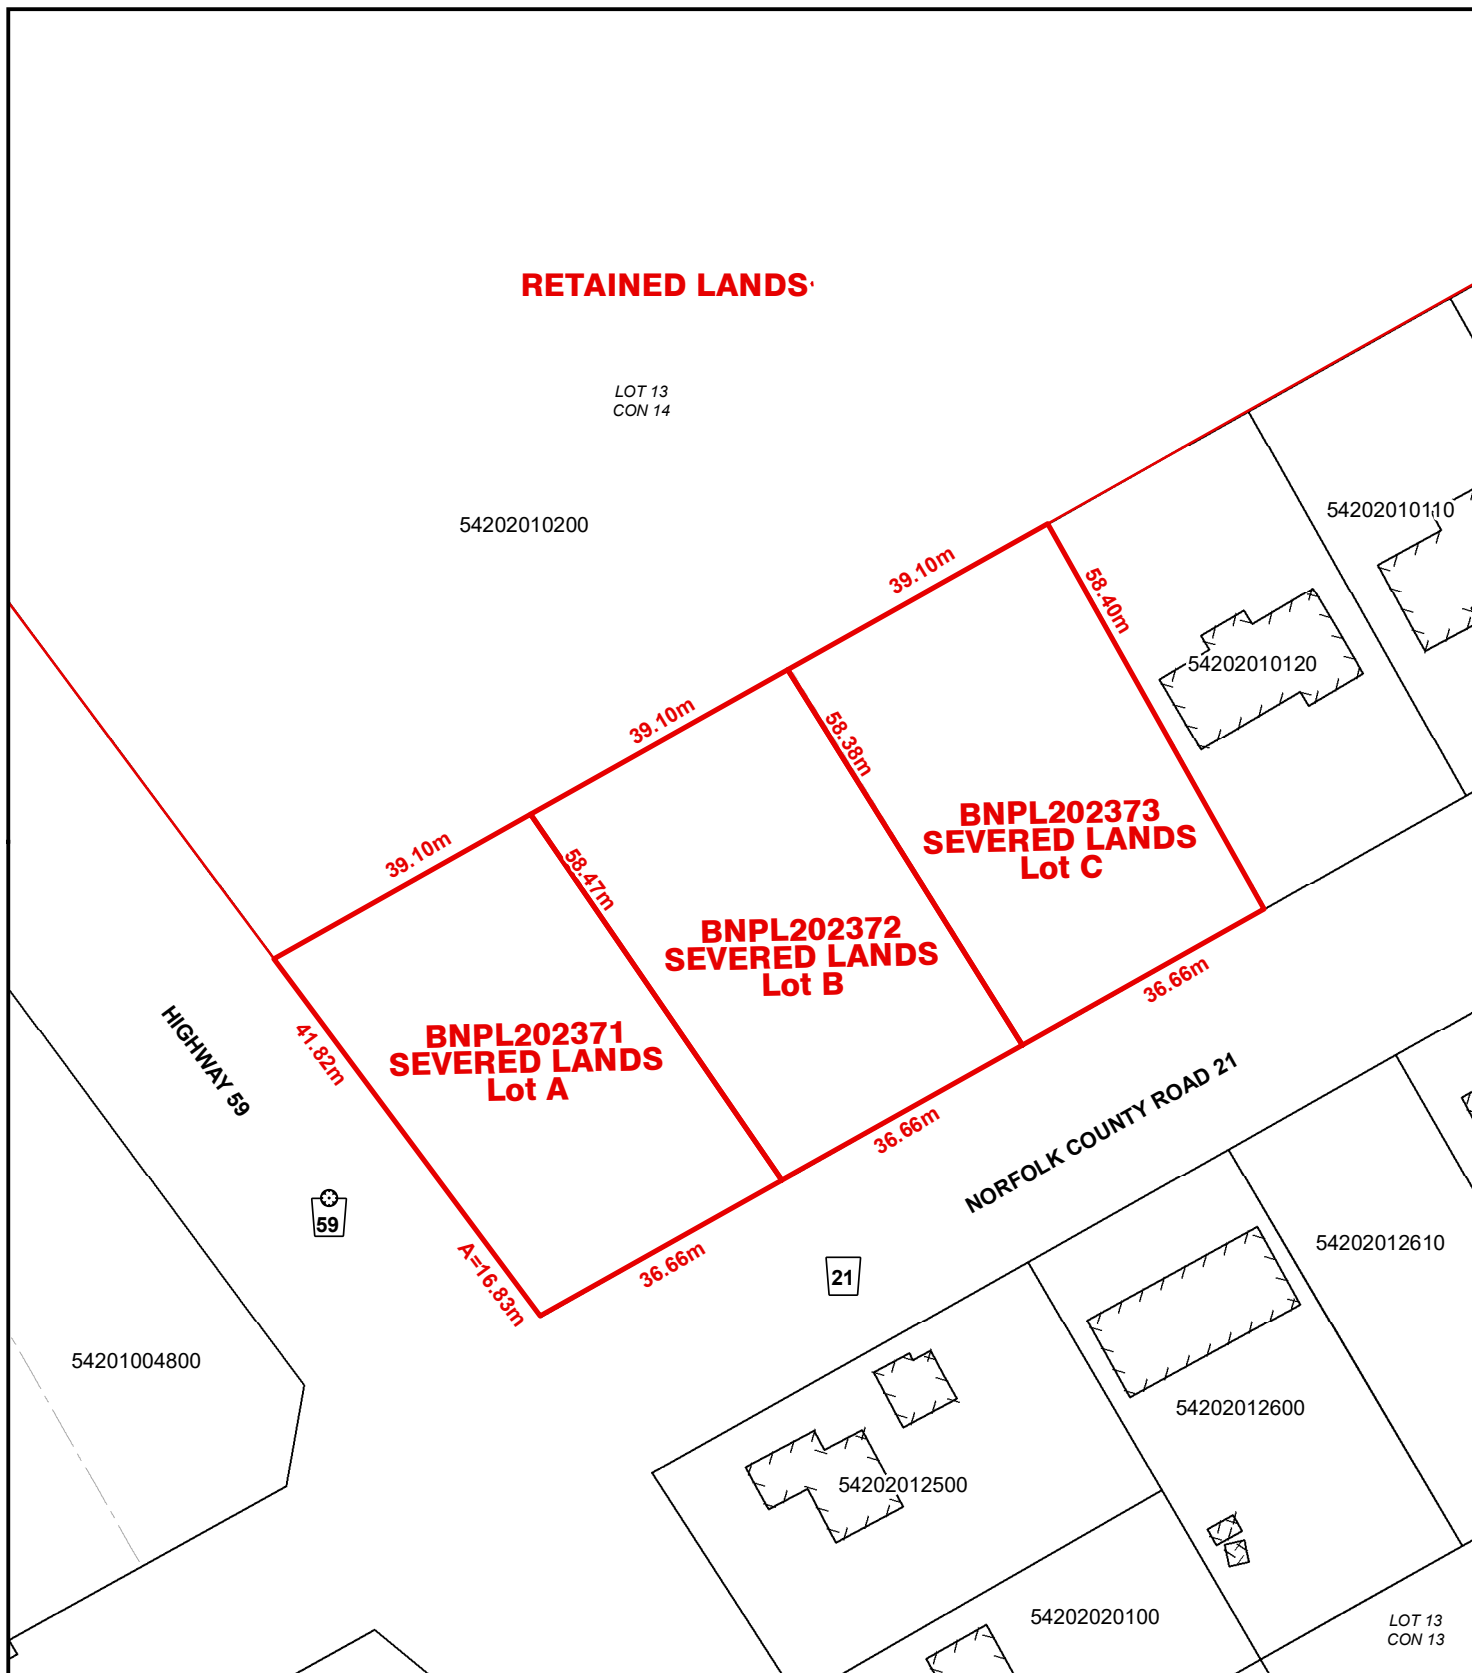 RETAINED LANDS
LOT 13
CON 14
54202010200
54202010110
39.10m
58.40m
54202010120
39.10m
58.38m
BNPL202373
SEVERED LANDS
Lot C
39.10m
58.47m
BNPL202372
SEVERED LANDS
Lot B
36.66m
HIGHWAY 59
41.82m
BNPL202371
SEVERED LANDS
Lot A
36.66m
NORFOLK COUNTY ROAD 21
59
A=16.83m
36.66m
21
54202012610
54201004800
54202012600
54202012500
54202020100
LOT 13
CON 13